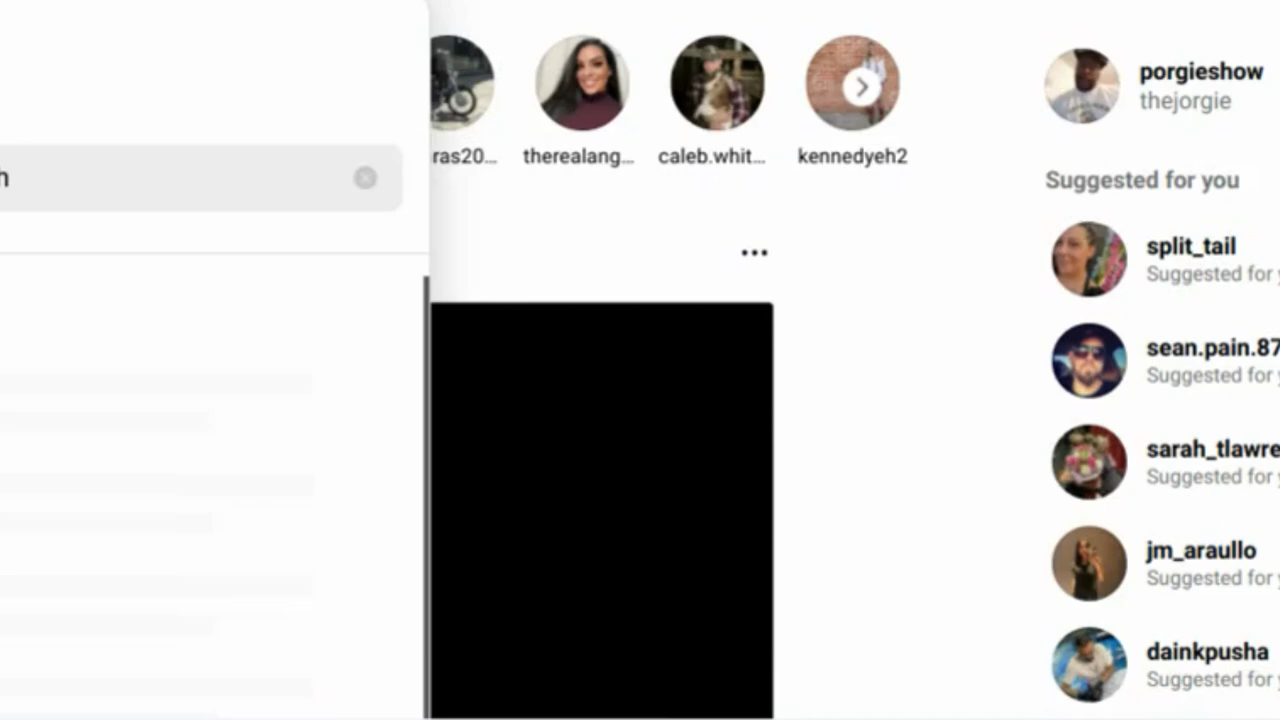 h
ras20...
therealang...
caleb.whit...
kennedyeh2
porgieshow
thejorgie
Suggested for you
split_tail
Suggested for y
sean.pain.87
Suggested for y
sarah_tlawre
Suggested for y
jm_araullo
Suggested for y
dainkpusha
Suggested for y